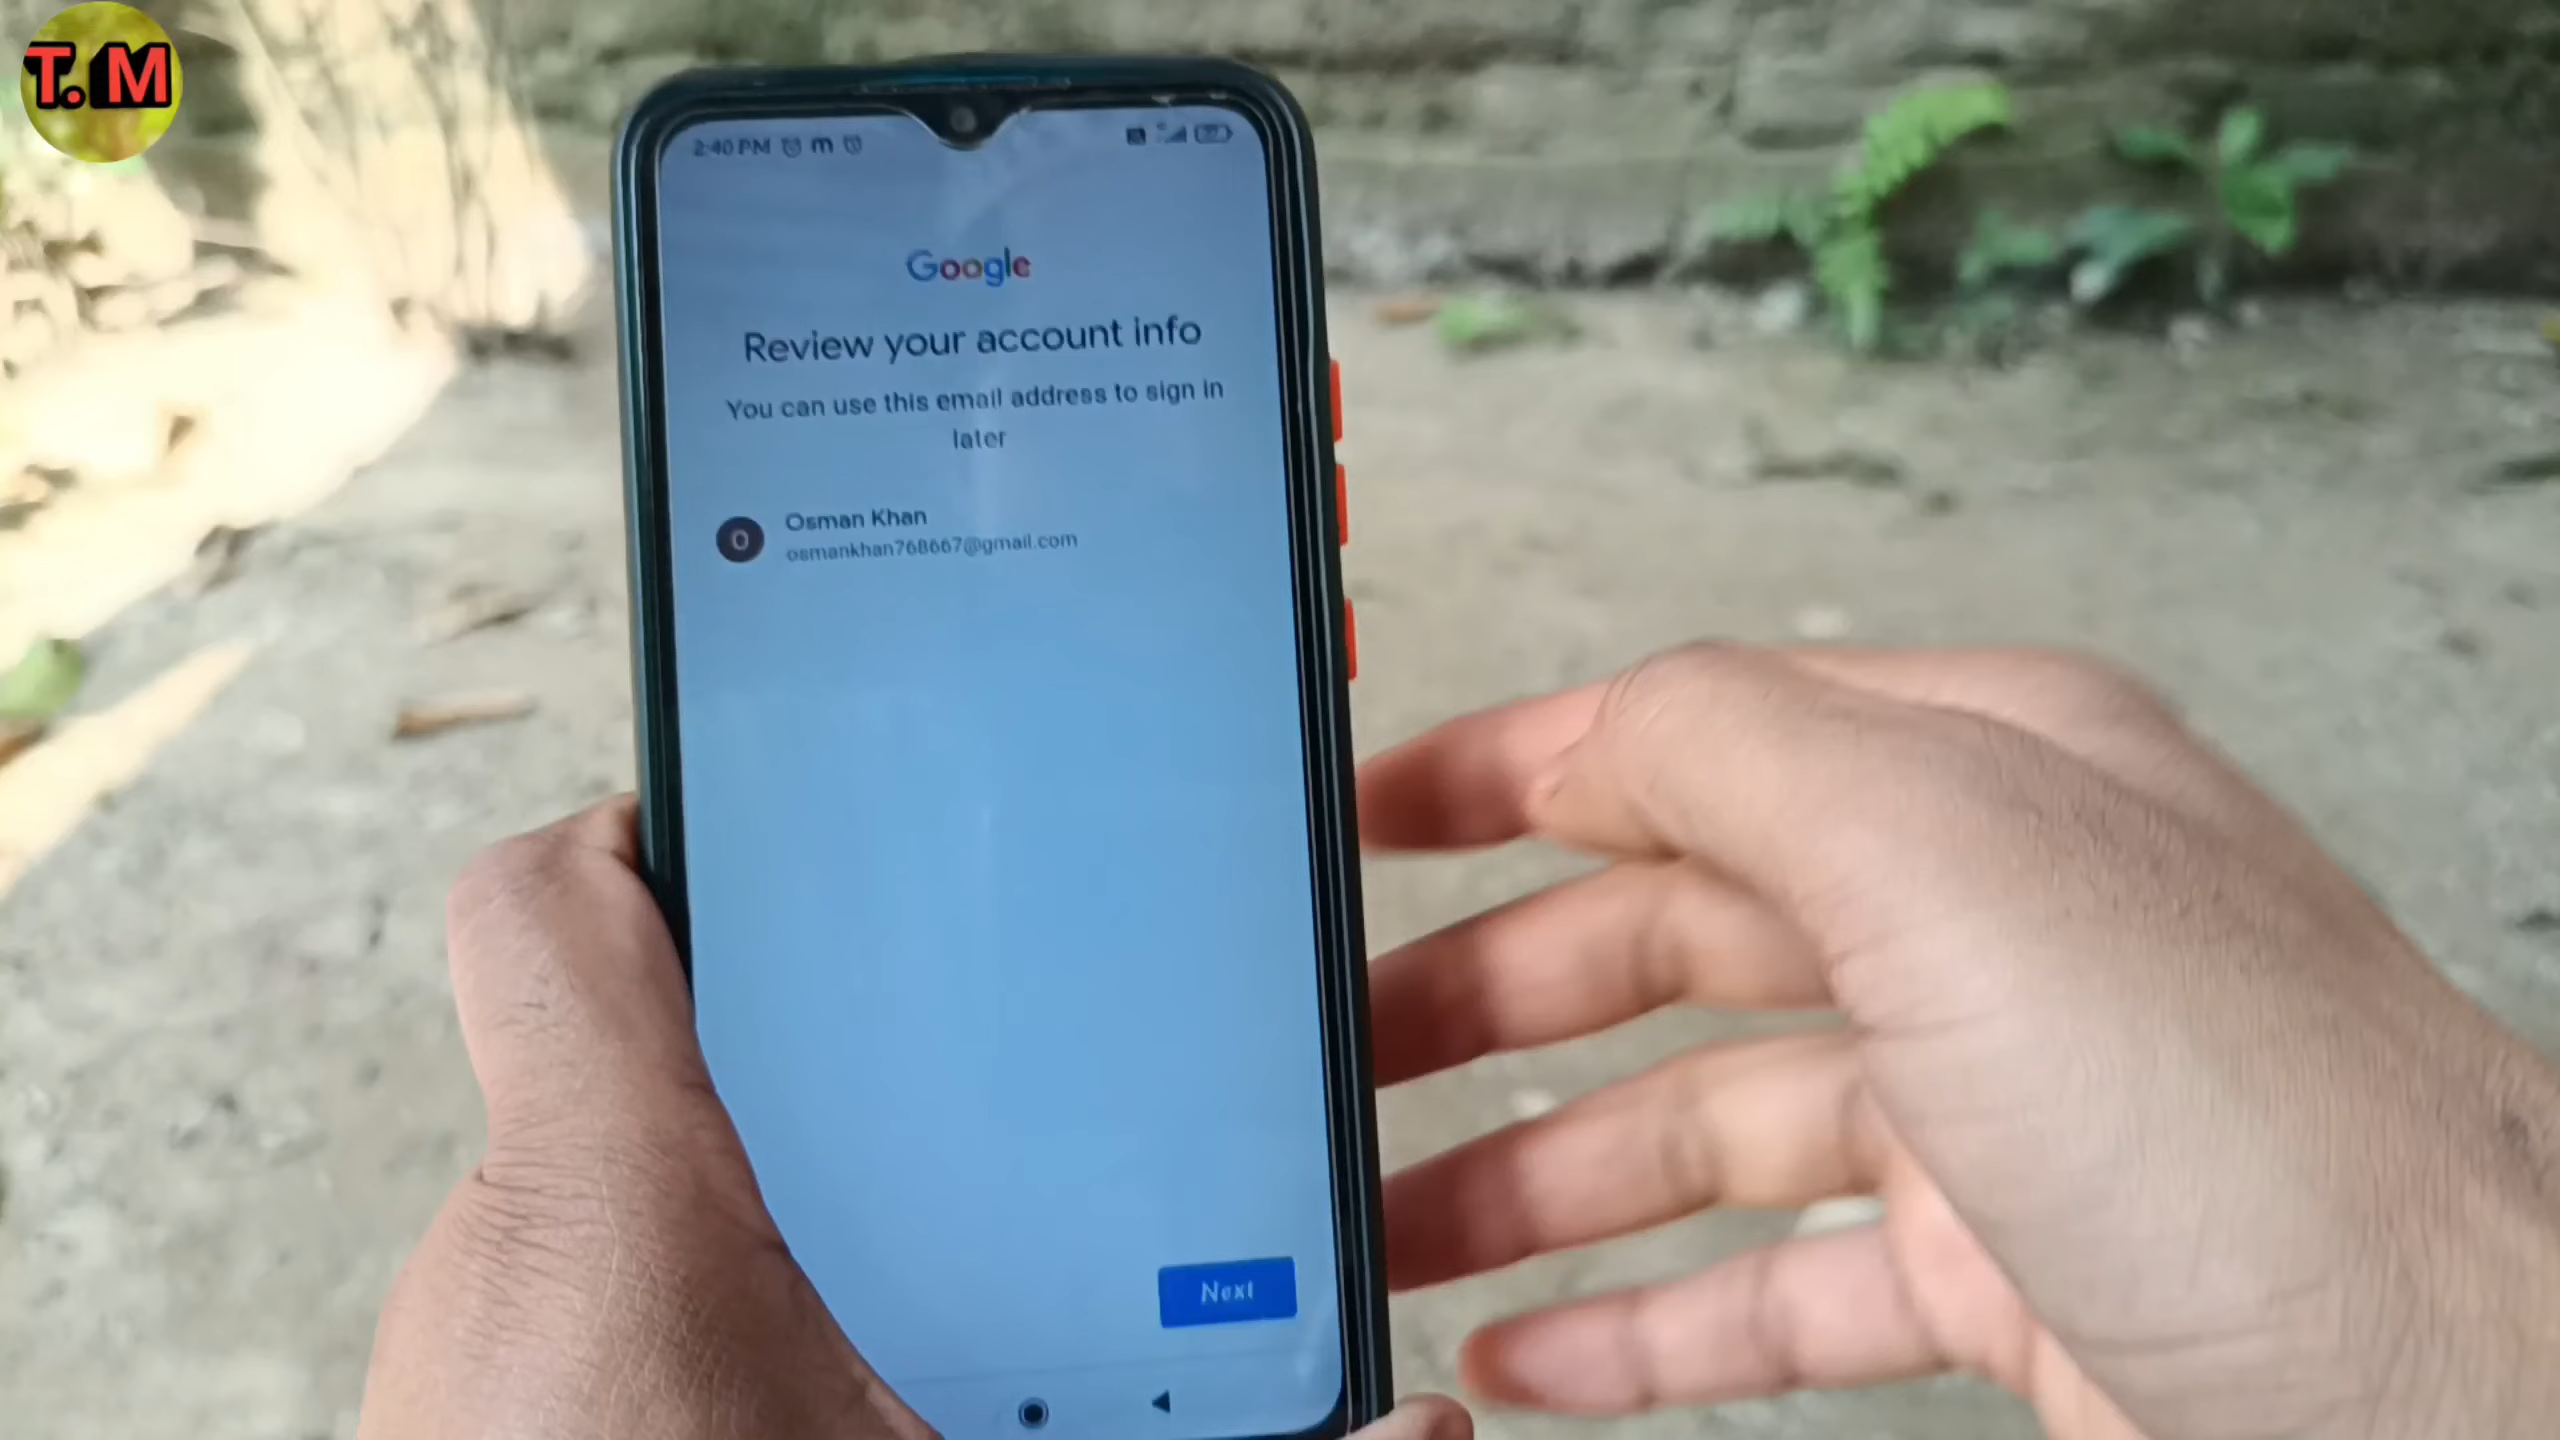 T.M
2:40 PM m
Google
Review your account info
You can use this email address to sign in
later
O
Osman Khan
osmankhan768667@gmail.com
Next